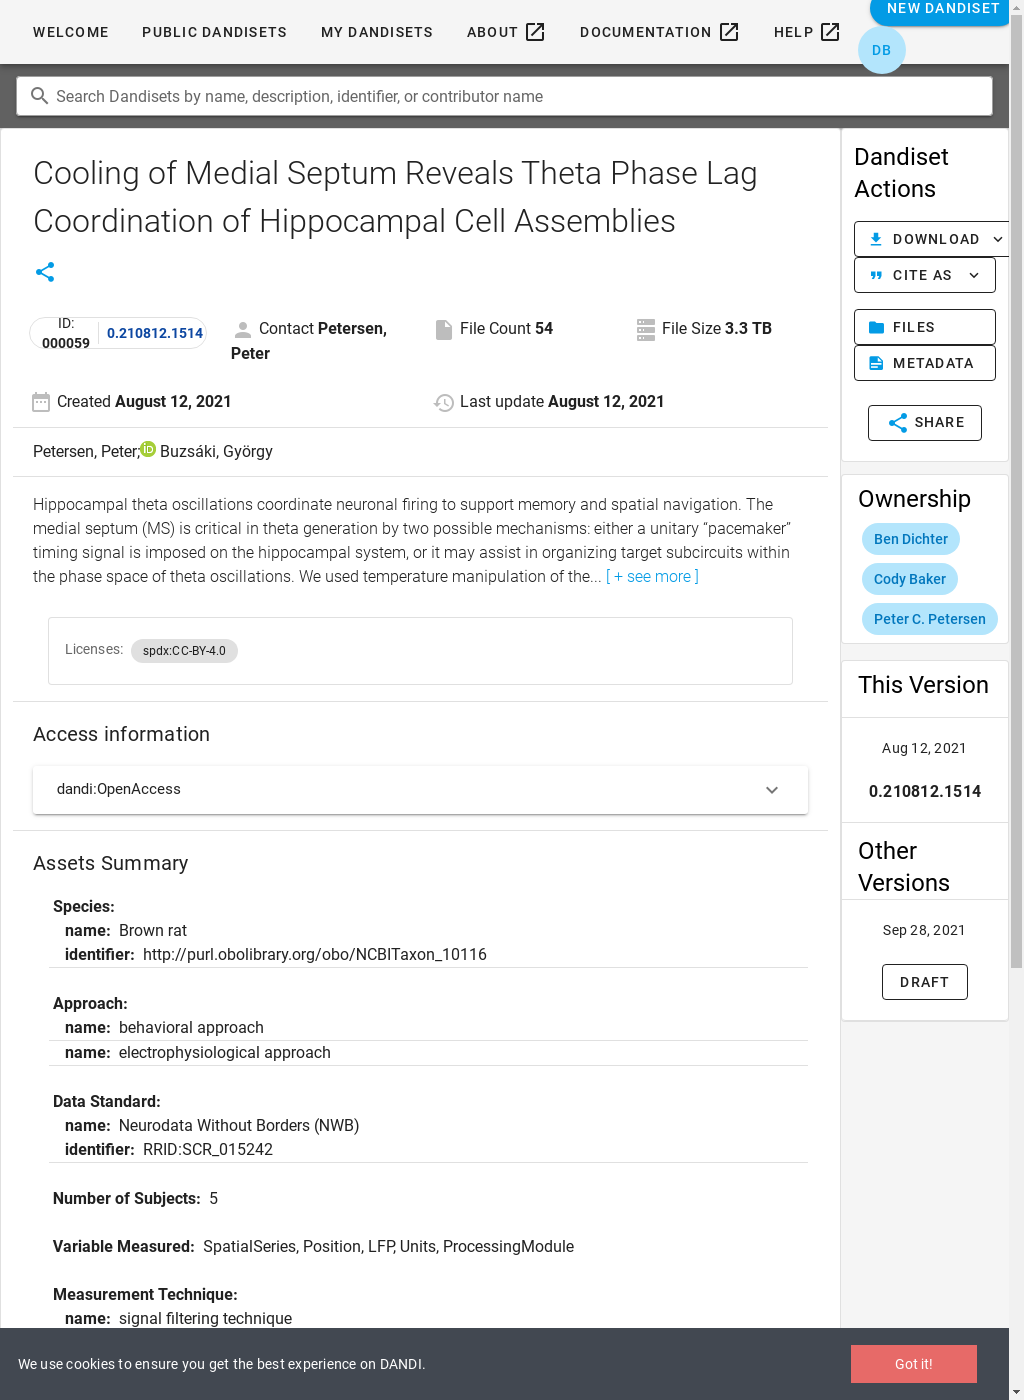 WELCOME PUBLIC DANDISETS MY DANDISETS ABOUT DOCUMENTATION HELP NEW DANDISET
DB
Search Dandisets by name, description, identifier, or contributor name
Cooling of Medial Septum Reveals Theta Phase Lag
Coordination of Hippocampal Cell Assemblies
ID:
000059
0.210812.1514
Contact Petersen,
Peter
File Count 54
File Size 3.3 TB
Created August 12, 2021
Last update August 12, 2021
Petersen, Peter; iD Buzsáki, György
Hippocampal theta oscillations coordinate neuronal firing to support memory and spatial navigation. The
medial septum (MS) is critical in theta generation by two possible mechanisms: either a unitary “pacemaker”
timing signal is imposed on the hippocampal system, or it may assist in organizing target subcircuits within
the phase space of theta oscillations. We used temperature manipulation of the... [ + see more ]
Licenses: spdx:CC-BY-4.0
Access information
dandi:OpenAccess
Assets Summary
Species:
name: Brown rat
identifier: http://purl.obolibrary.org/obo/NCBITaxon_10116
Approach:
name: behavioral approach
name: electrophysiological approach
Data Standard:
name: Neurodata Without Borders (NWB)
identifier: RRID:SCR_015242
Number of Subjects: 5
Variable Measured: SpatialSeries, Position, LFP, Units, ProcessingModule
Measurement Technique:
name: signal filtering technique
Dandiset
Actions
DOWNLOAD
CITE AS
FILES
METADATA
SHARE
Ownership
Ben Dichter
Cody Baker
Peter C. Petersen
This Version
Aug 12, 2021
0.210812.1514
Other
Versions
Sep 28, 2021
DRAFT
We use cookies to ensure you get the best experience on DANDI.
Got it!